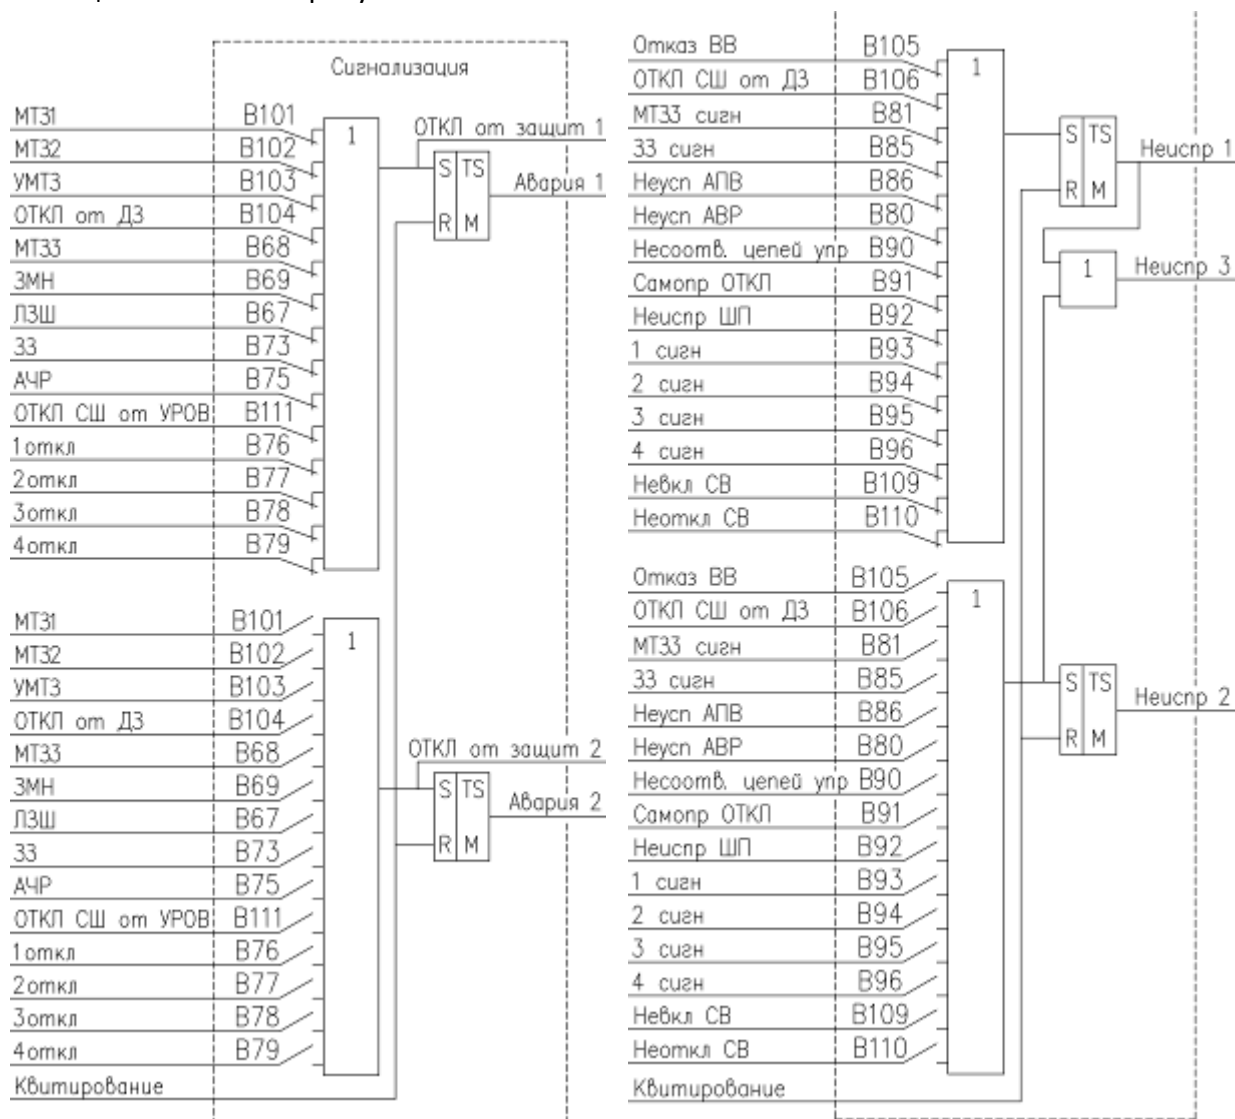 Сигнализация
МТЗ1 B101
МТЗ2 B102
УМТЗ B103
ОТКЛ от ДЗ B104
МТЗЗ B68
ЗМН B69
ЛЗШ B67
ЗЗ B73
АЧР B75
ОТКЛ СШ от УРОВ B111
1откл B76
2откл B77
3откл B78
4откл B79
1
ОТКЛ от защит 1
S TS
R M
Авария 1
МТЗ1 B101
МТЗ2 B102
УМТЗ B103
ОТКЛ от ДЗ B104
МТЗЗ B68
ЗМН B69
ЛЗШ B67
ЗЗ B73
АЧР B75
ОТКЛ СШ от УРОВ B111
1откл B76
2откл B77
3откл B78
4откл B79
Квитирование
1
ОТКЛ от защит 2
S TS
R M
Авария 2
Отказ ВВ B105
ОТКЛ СШ от ДЗ B106
МТЗЗ сигн B81
ЗЗ сигн B85
Неусп АПВ B86
Неусп АВР B80
Несоотв. цепей упр B90
Самопр ОТКЛ B91
Неиспр ШП B92
1 сигн B93
2 сигн B94
3 сигн B95
4 сигн B96
Невкл СВ B109
Неоткл СВ B110
1
S TS
R M
Неиспр 1
1
Неиспр 3
Отказ ВВ B105
ОТКЛ СШ от ДЗ B106
МТЗЗ сигн B81
ЗЗ сигн B85
Неусп АПВ B86
Неусп АВР B80
Несоотв. цепей упр B90
Самопр ОТКЛ B91
Неиспр ШП B92
1 сигн B93
2 сигн B94
3 сигн B95
4 сигн B96
Невкл СВ B109
Неоткл СВ B110
Квитирование
1
S TS
R M
Неиспр 2